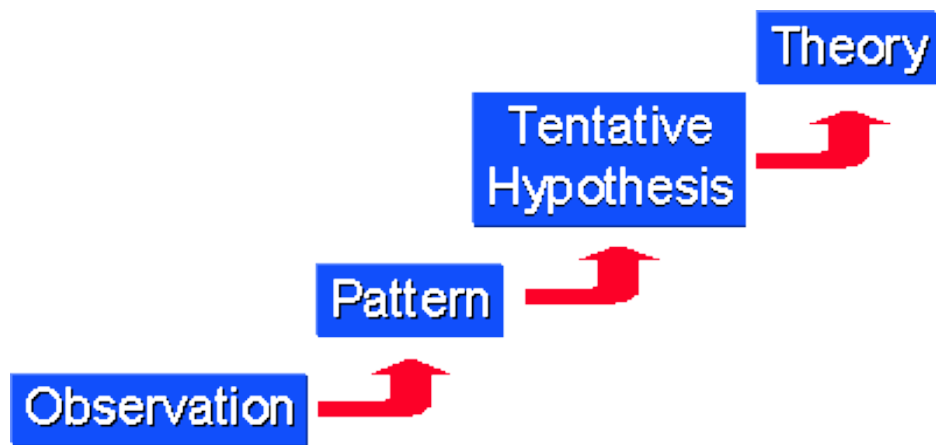 Theory
Tentative
Hypothesis
Pattern
Observation